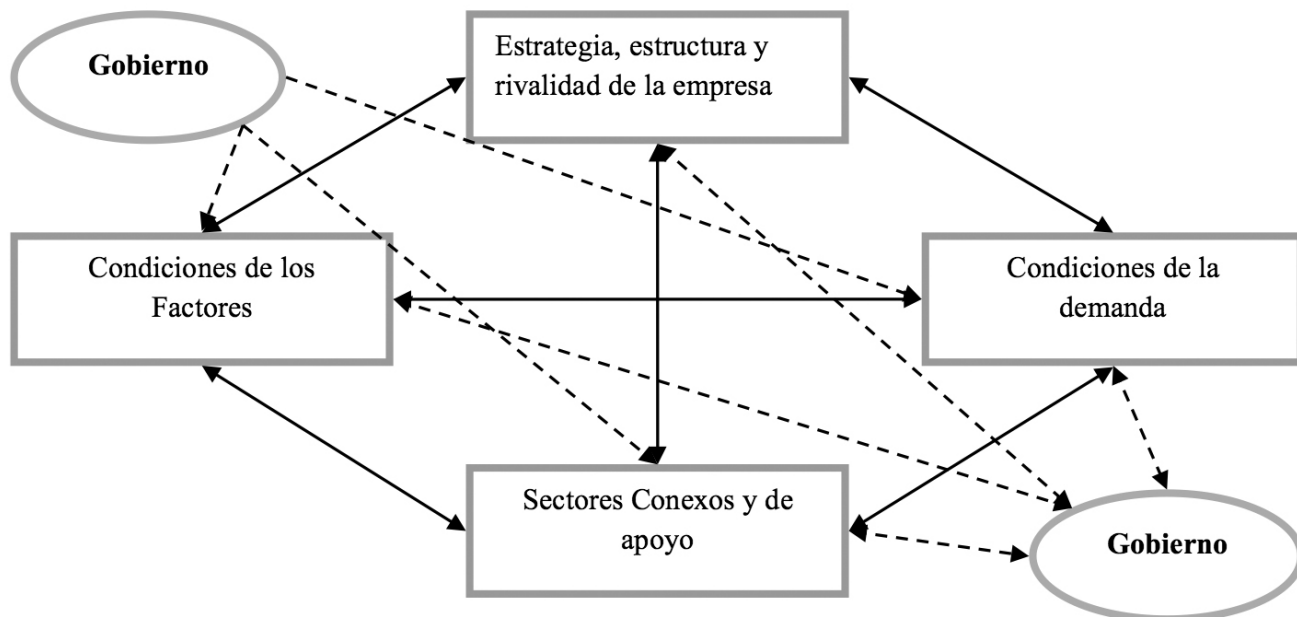 Gobierno
Estrategia, estructura y
rivalidad de la empresa
Condiciones de los
Factores
Condiciones de la
demanda
Sectores Conexos y de
apoyo
Gobierno